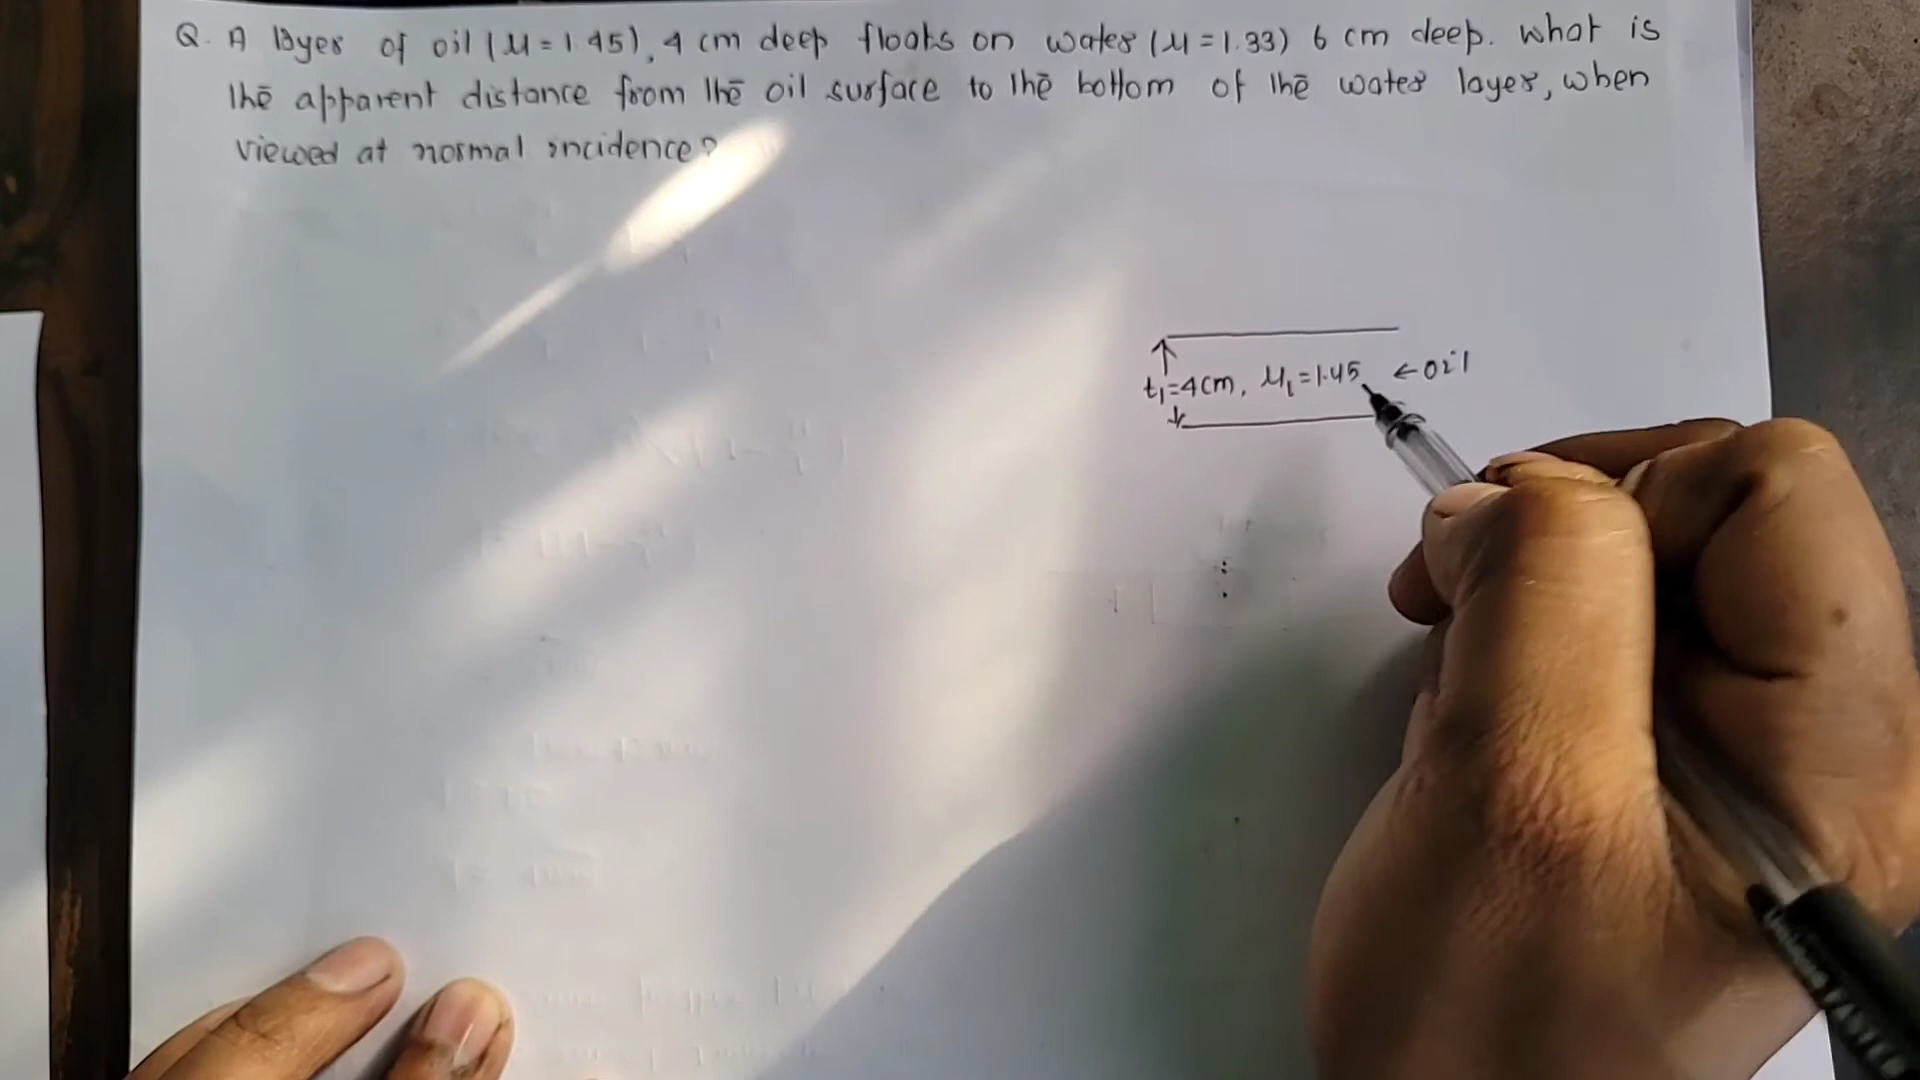 Q. A layer of oil (μ = 1.45), 4 cm deep floats on water (μ = 1.33) 6 cm deep. what is
the apparent distance from the oil surface to the bottom of the water layer, when
viewed at normal incidence?
t₁=4cm, μ₁=1.45 ←oil